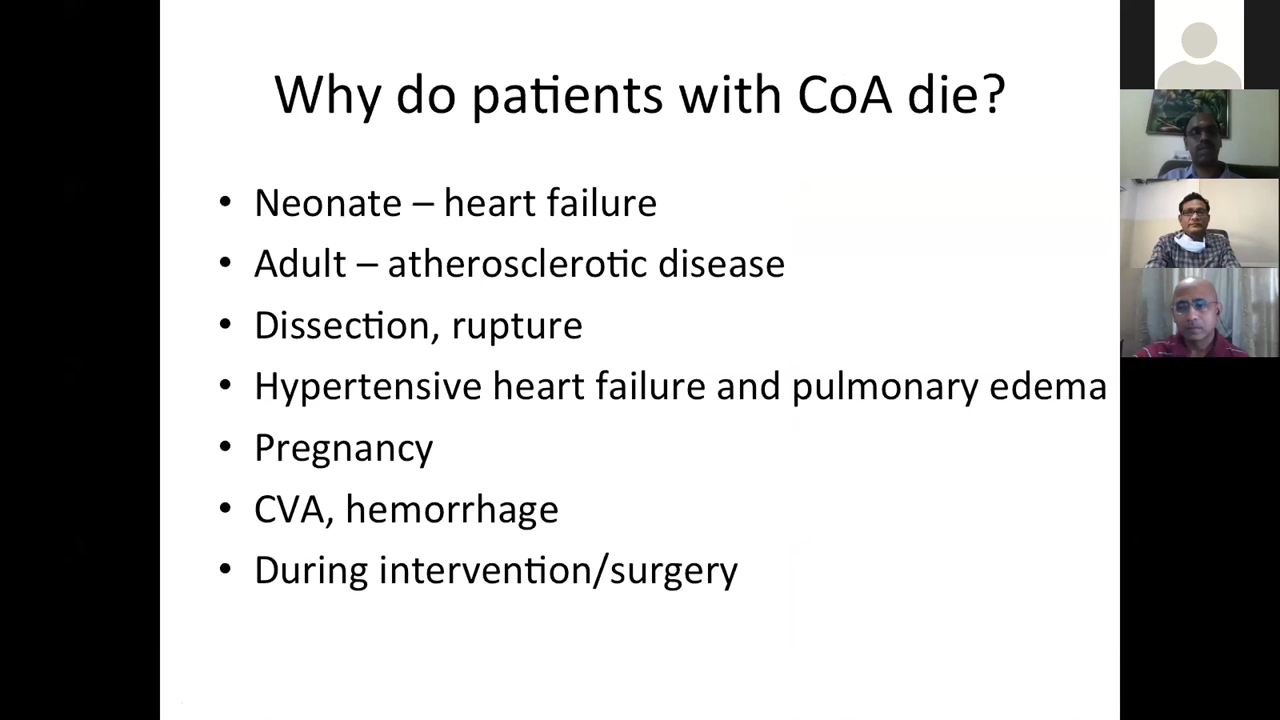 Why do patients with CoA die?
• Neonate – heart failure
• Adult – atherosclerotic disease
• Dissection, rupture
• Hypertensive heart failure and pulmonary edema
• Pregnancy
• CVA, hemorrhage
• During intervention/surgery